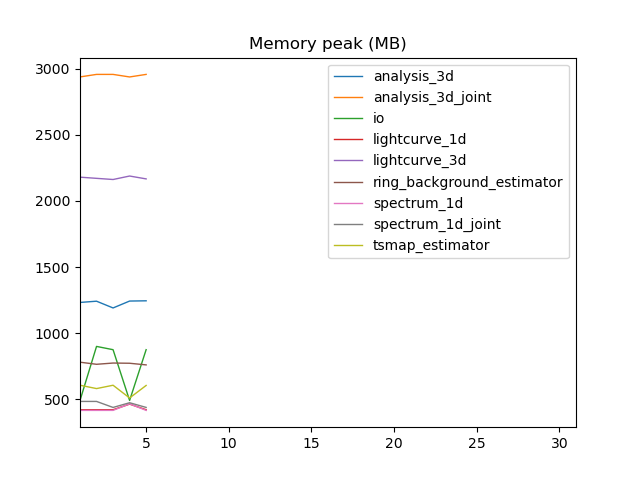 Memory peak (MB)
3000
2500
2000
1500
1000
500
5
10
15
20
25
30
analysis_3d
analysis_3d_joint
io
lightcurve_1d
lightcurve_3d
ring_background_estimator
spectrum_1d
spectrum_1d_joint
tsmap_estimator